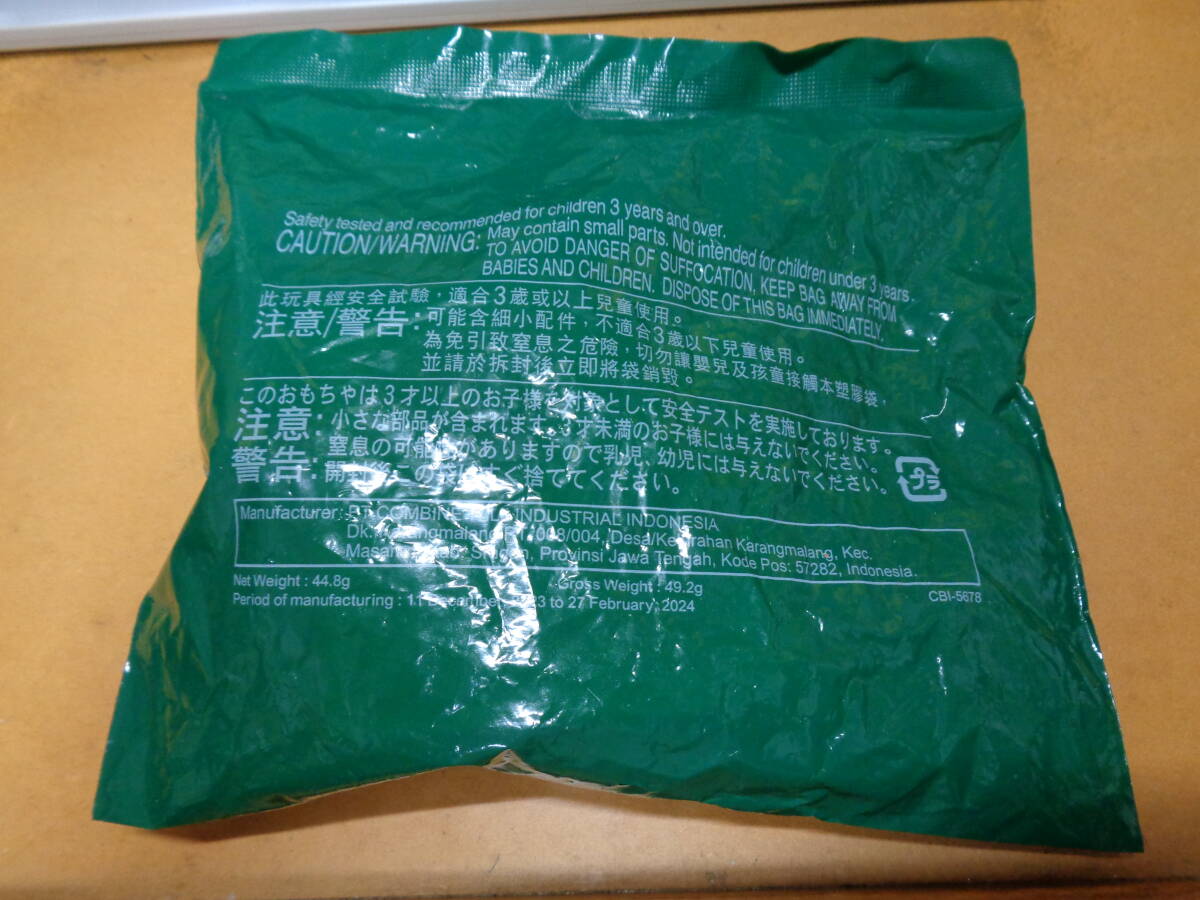 Safety tested and recommended for children 3 years and over.
CAUTION/WARNING: May contain small parts. Not intended for children under 3 years.
TO AVOID DANGER OF SUFFOCATION, KEEP BAG AWAY FROM
BABIES AND CHILDREN. DISPOSE OF THIS BAG IMMEDIATELY.
此玩具經安全試驗，適合3歲或以上兒童使用。
注意/警告: 可能含細小配件，不適合3歲以下兒童使用。
為免引致窒息之危險，切勿讓嬰兒及孩童接觸本塑膠袋，
並請於拆封後立即將袋銷毀。
このおもちゃは3才以上のお子様を対象として安全テストを実施しております。
注意: 小さな部品が含まれます。3才未満のお子様には与えないでください。
警告: 窒息の可能性がありますので乳児、幼児には与えないでください。
開封後この袋はすぐ捨ててください。
プラ
Manufacturer: PT COMBINE INDUSTRIAL INDONESIA
008/004, Karangmalang, Kec.
Provinsi Jawa Tengah, Kode Pos: 57282, Indonesia.
Net Weight : 44.8g Gross Weight : 49.2g
Period of manufacturing : 11 December 2023 to 27 February, 2024
CBI-5678